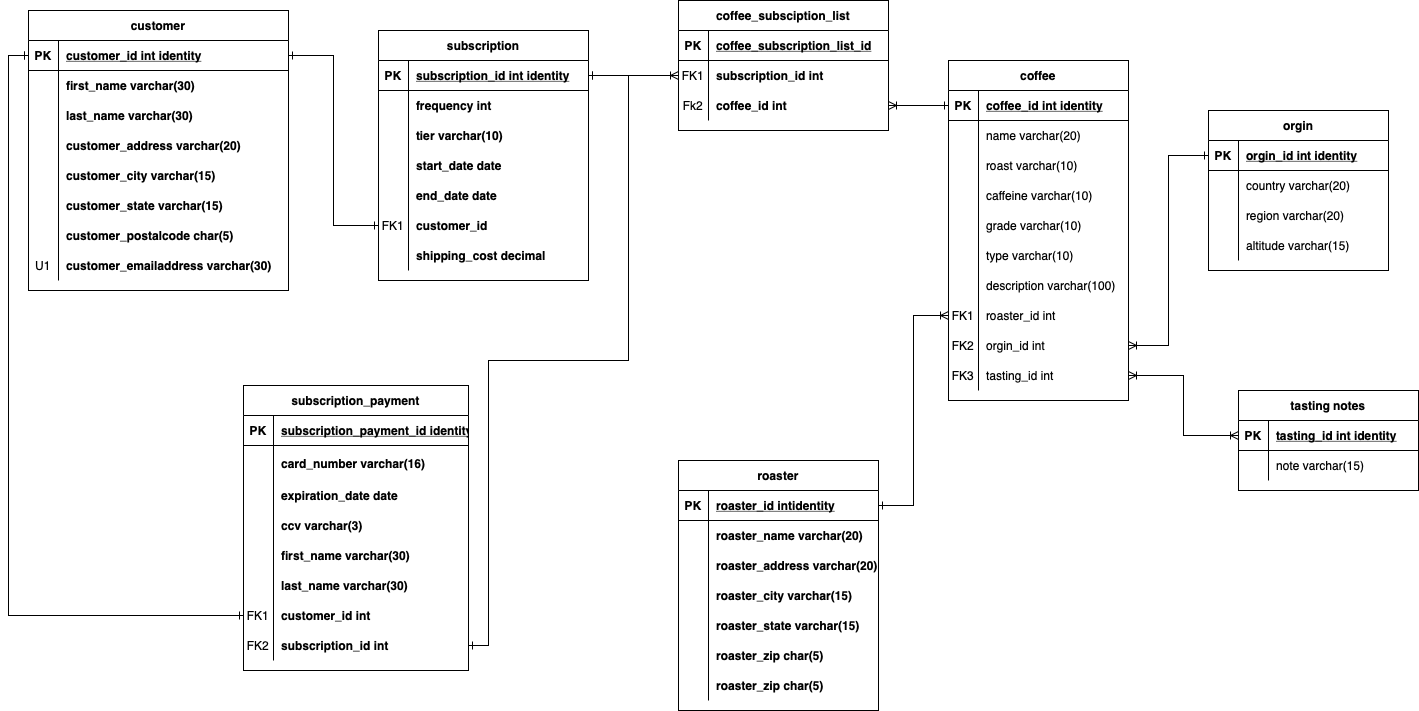 customer
PK customer_id int identity
first_name varchar(30)
last_name varchar(30)
customer_address varchar(20)
customer_city varchar(15)
customer_state varchar(15)
customer_postalcode char(5)
U1 customer_emailaddress varchar(30)
subscription
PK subscription_id int identity
frequency int
tier varchar(10)
start_date date
end_date date
FK1 customer_id
shipping_cost decimal
coffee_subsciption_list
PK coffee_subscription_list_id
FK1 subscription_id int
Fk2 coffee_id int
coffee
PK coffee_id int identity
name varchar(20)
roast varchar(10)
caffeine varchar(10)
grade varchar(10)
type varchar(10)
description varchar(100)
FK1 roaster_id int
FK2 orgin_id int
FK3 tasting_id int
orgin
PK orgin_id int identity
country varchar(20)
region varchar(20)
altitude varchar(15)
subscription_payment
PK subscription_payment_id identity
card_number varchar(16)
expiration_date date
ccv varchar(3)
first_name varchar(30)
last_name varchar(30)
FK1 customer_id int
FK2 subscription_id int
roaster
PK roaster_id intidentity
roaster_name varchar(20)
roaster_address varchar(20)
roaster_city varchar(15)
roaster_state varchar(15)
roaster_zip char(5)
roaster_zip char(5)
tasting notes
PK tasting_id int identity
note varchar(15)